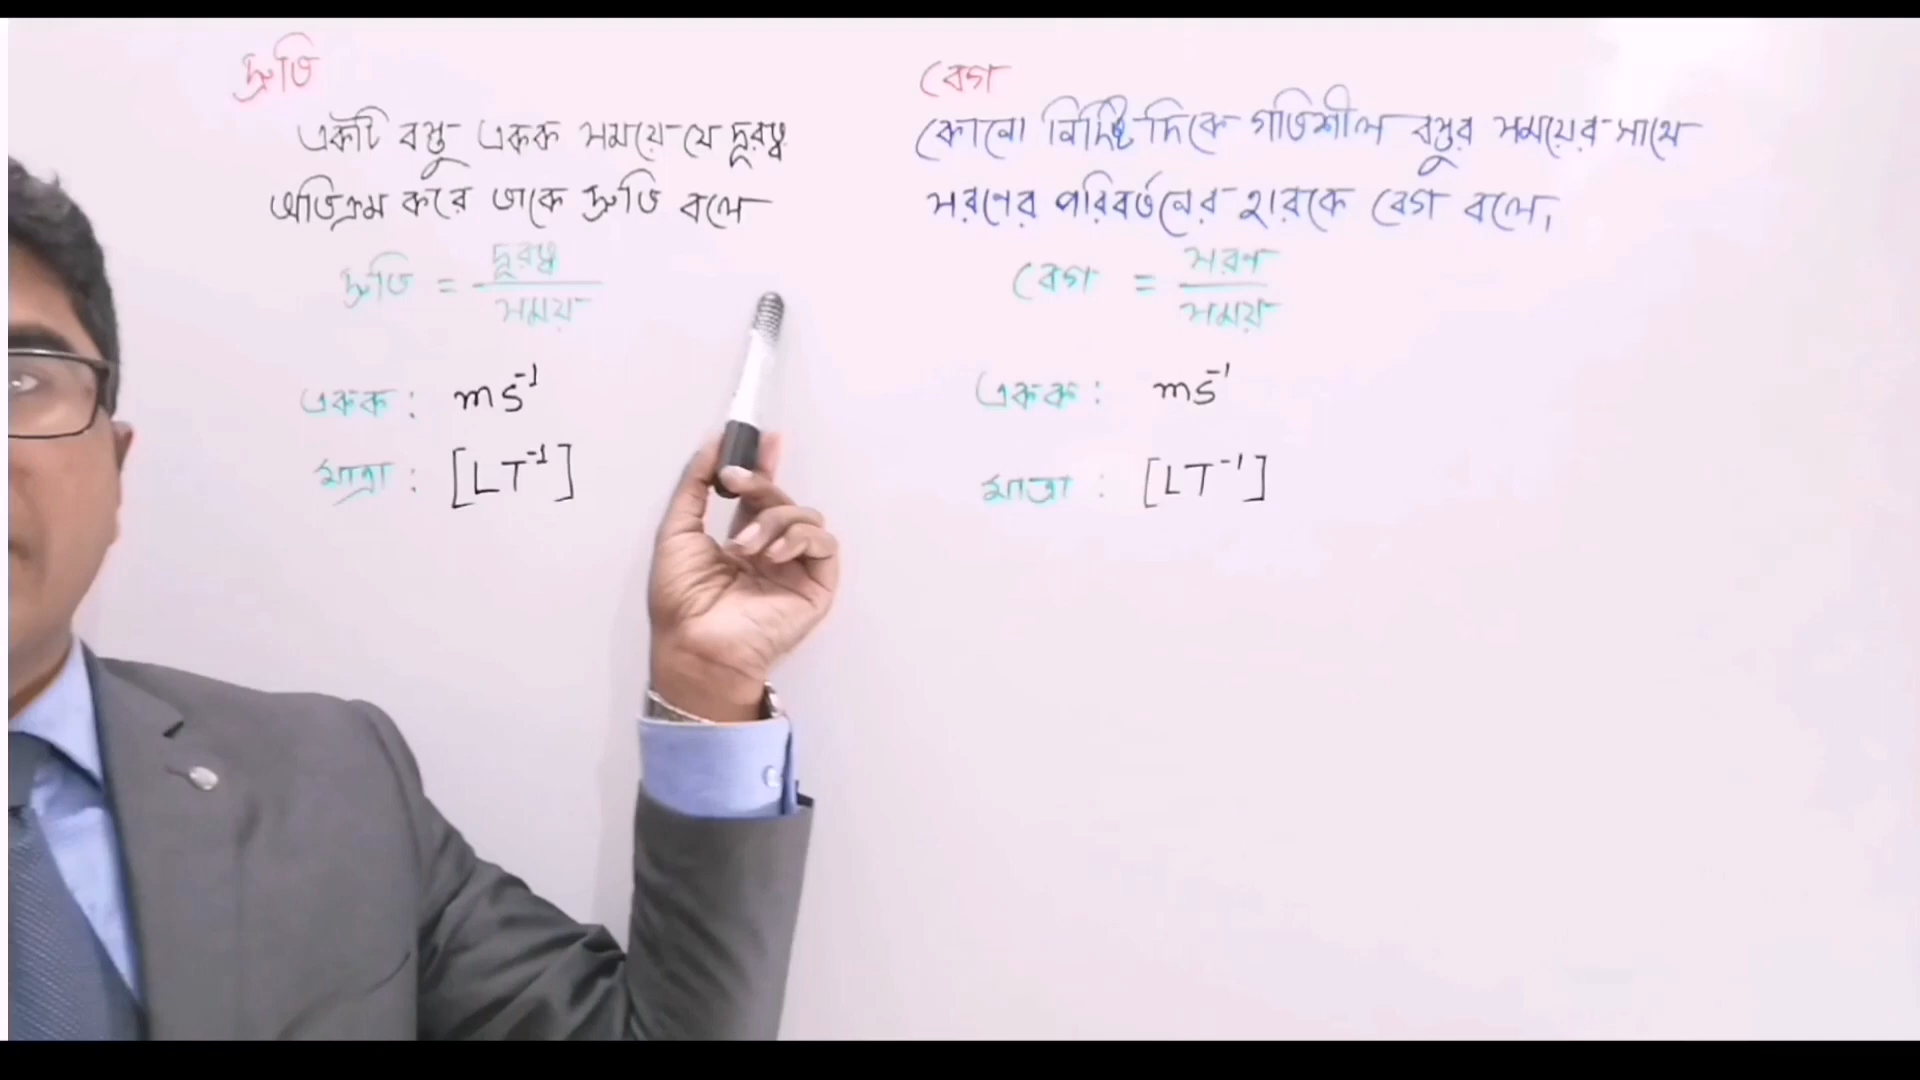 দ্রুতি
একটি বস্তু একক সময়ে যে দূরত্ব
অতিক্রম করে তাকে দ্রুতি বলে
দ্রুতি = দূরত্ব / সময়
একক : ms⁻¹
মাত্রা : [LT⁻¹]
বেগ
কোনো নির্দিষ্ট দিকে গতিশীল বস্তুর সময়ের সাথে
সরণের পরিবর্তনের হারকে বেগ বলে।
বেগ = সরণ / সময়
একক : ms⁻¹
মাত্রা : [LT⁻¹]